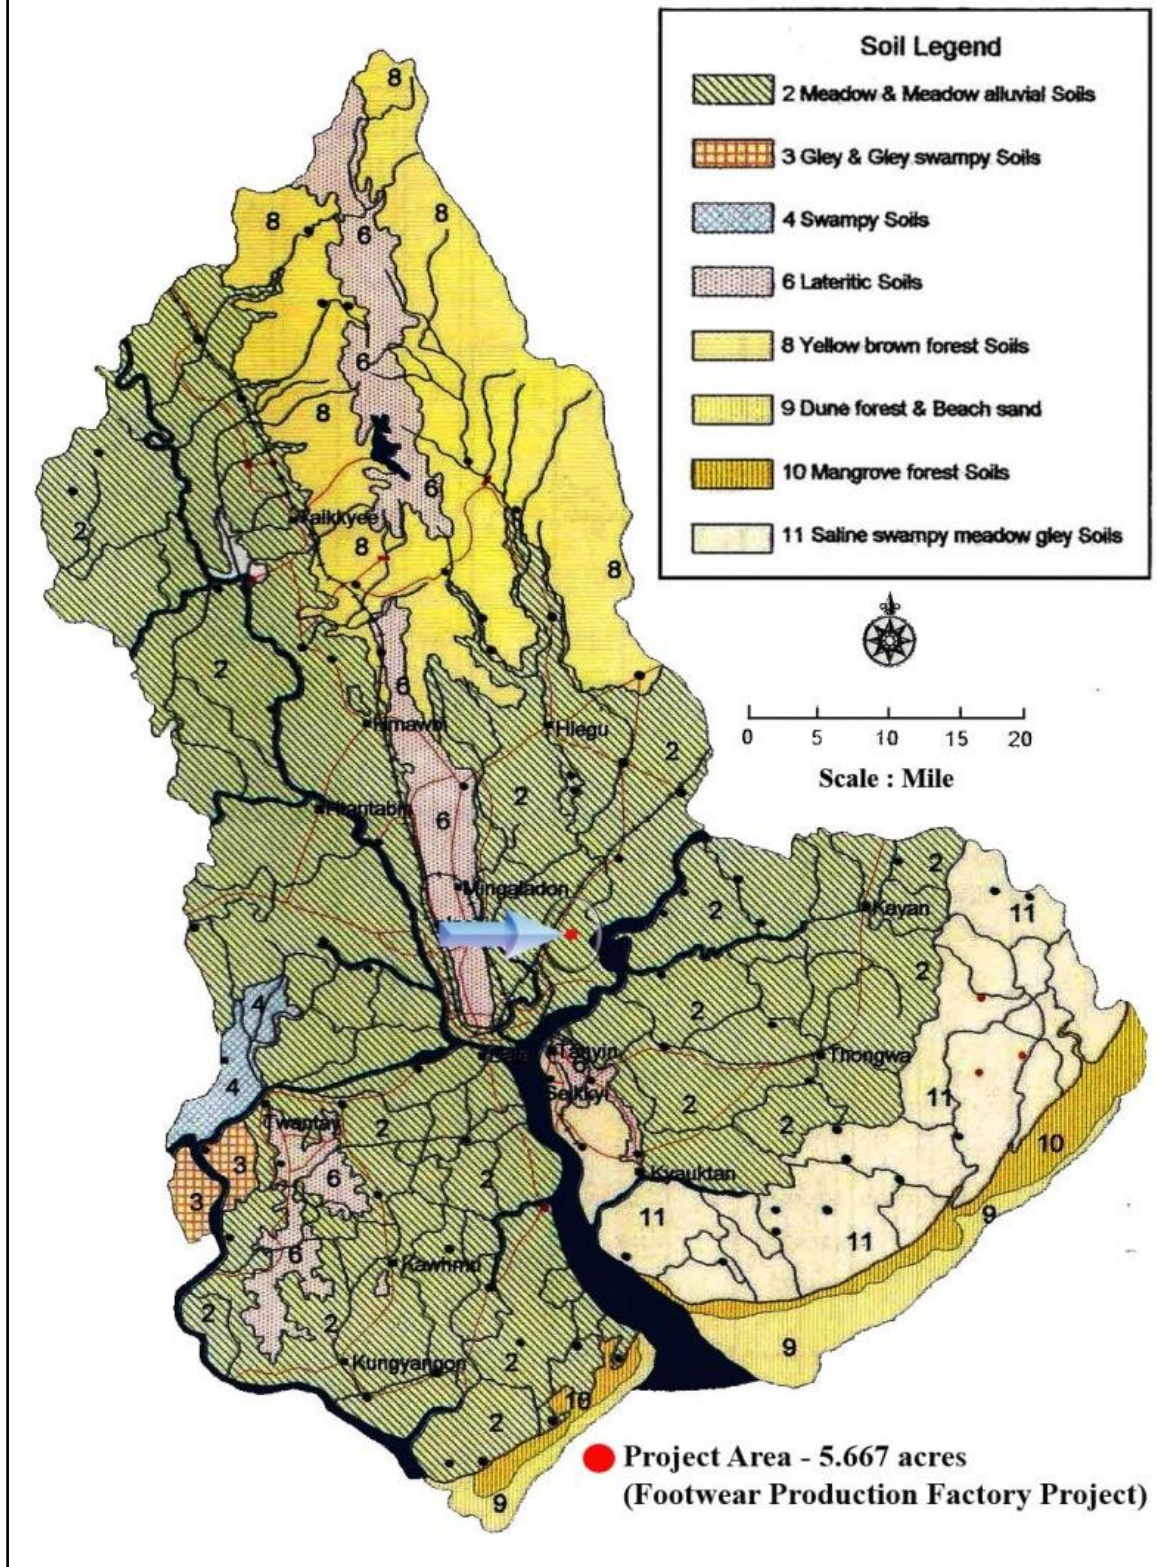 Soil Legend
2 Meadow & Meadow alluvial Soils
3 Gley & Gley swampy Soils
4 Swampy Soils
6 Lateritic Soils
8 Yellow brown forest Soils
9 Dune forest & Beach sand
10 Mangrove forest Soils
11 Saline swampy meadow gley Soils
8
8
8
6
6
8
6
2
Taikkyee
8
8
2
6
Hmawbi
Hlegu
2
0 5 10 15 20
Scale : Mile
2
Htantabin
6
Mingaladon
2
2
Kayan
11
2
4
2
Tanyin
6
Thongwa
4
Seikkyi
11
2
Twantay
2
2
10
3
Kyauktan
6
2
3
11
9
11
6
Kawhmu
2
2
9
Kungyangon
2
10
2
9
Project Area - 5.667 acres
(Footwear Production Factory Project)